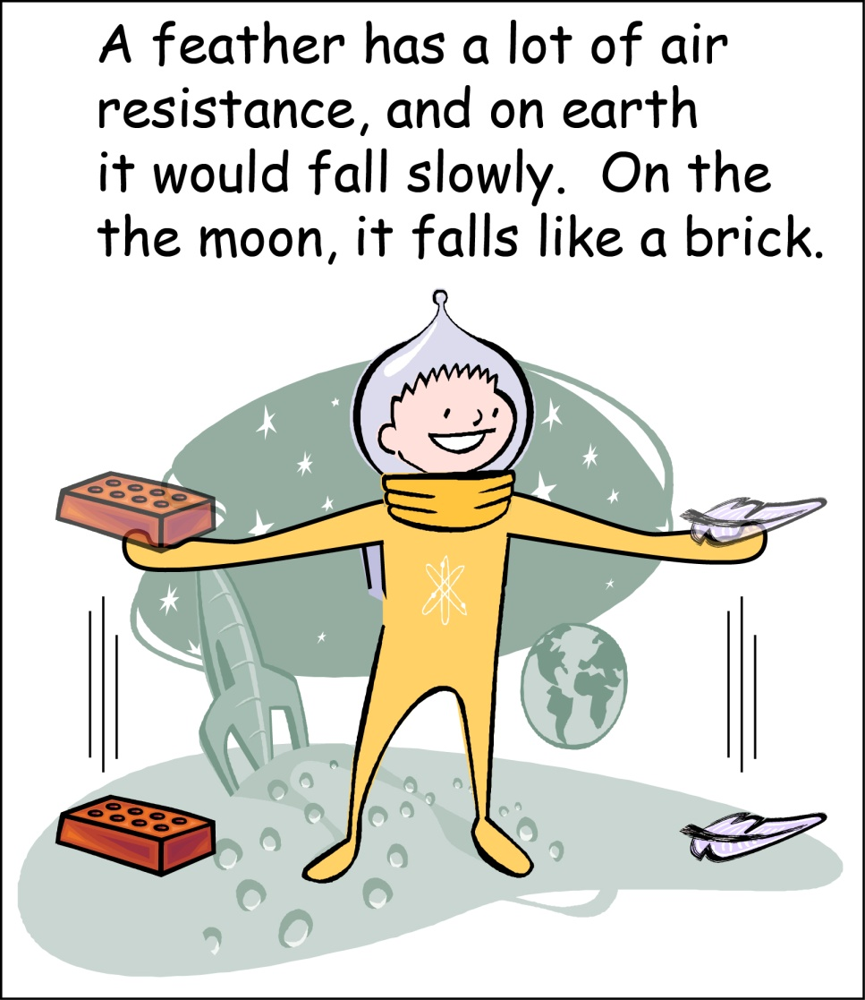 A feather has a lot of air
resistance, and on earth
it would fall slowly.  On the
the moon, it falls like a brick.